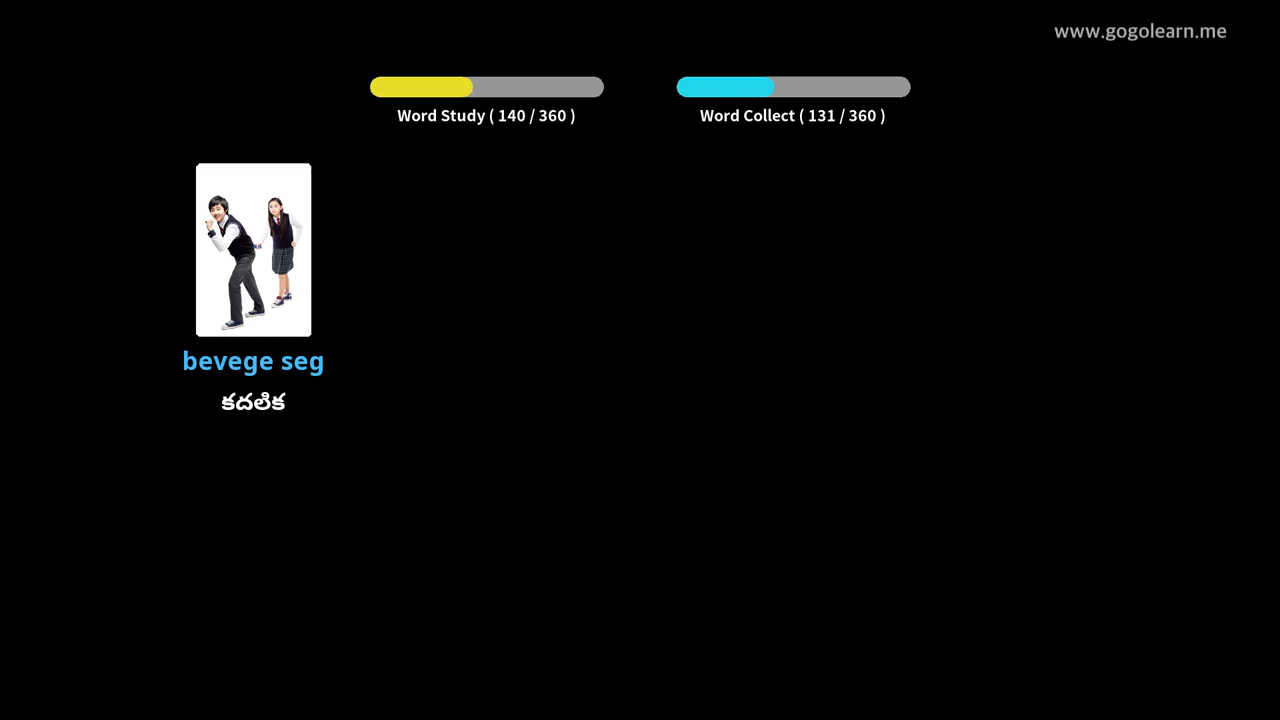 www.gogolearn.me
Word Study ( 140 / 360 )
Word Collect ( 131 / 360 )
bevege seg
కదలిక